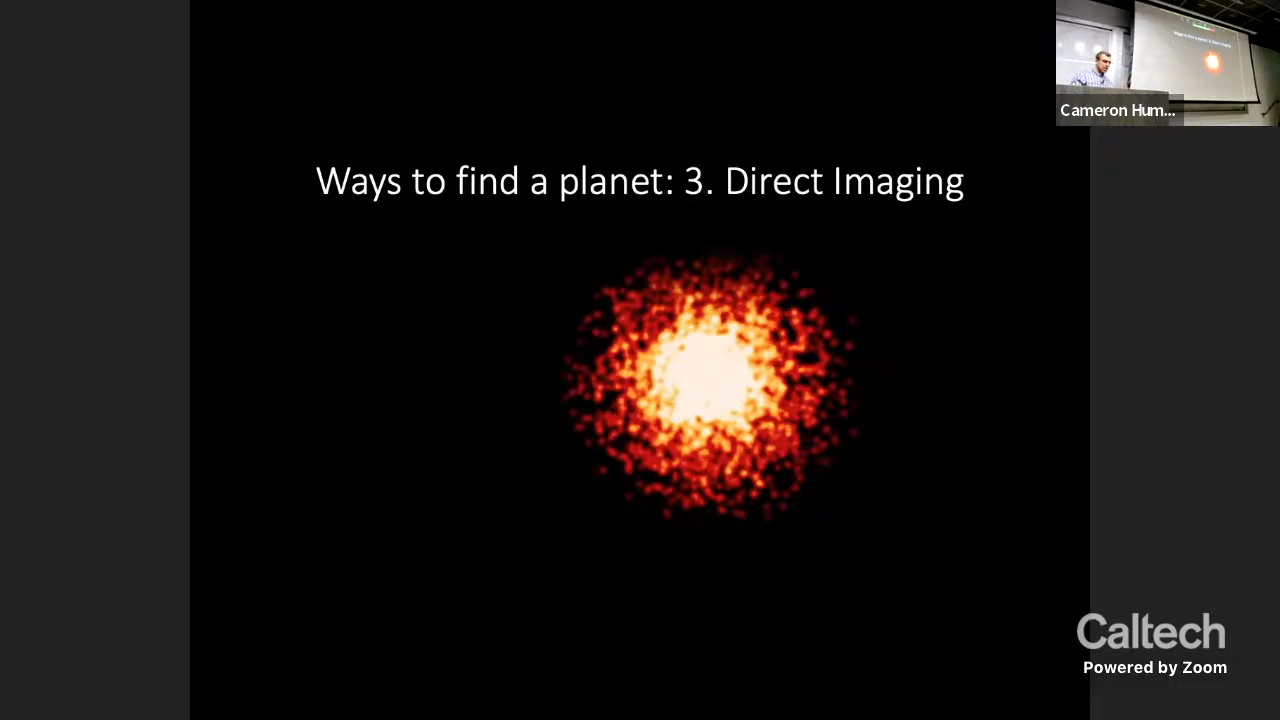 Ways to find a planet: 3. Direct Imaging
Cameron Hum...
Caltech
Powered by Zoom